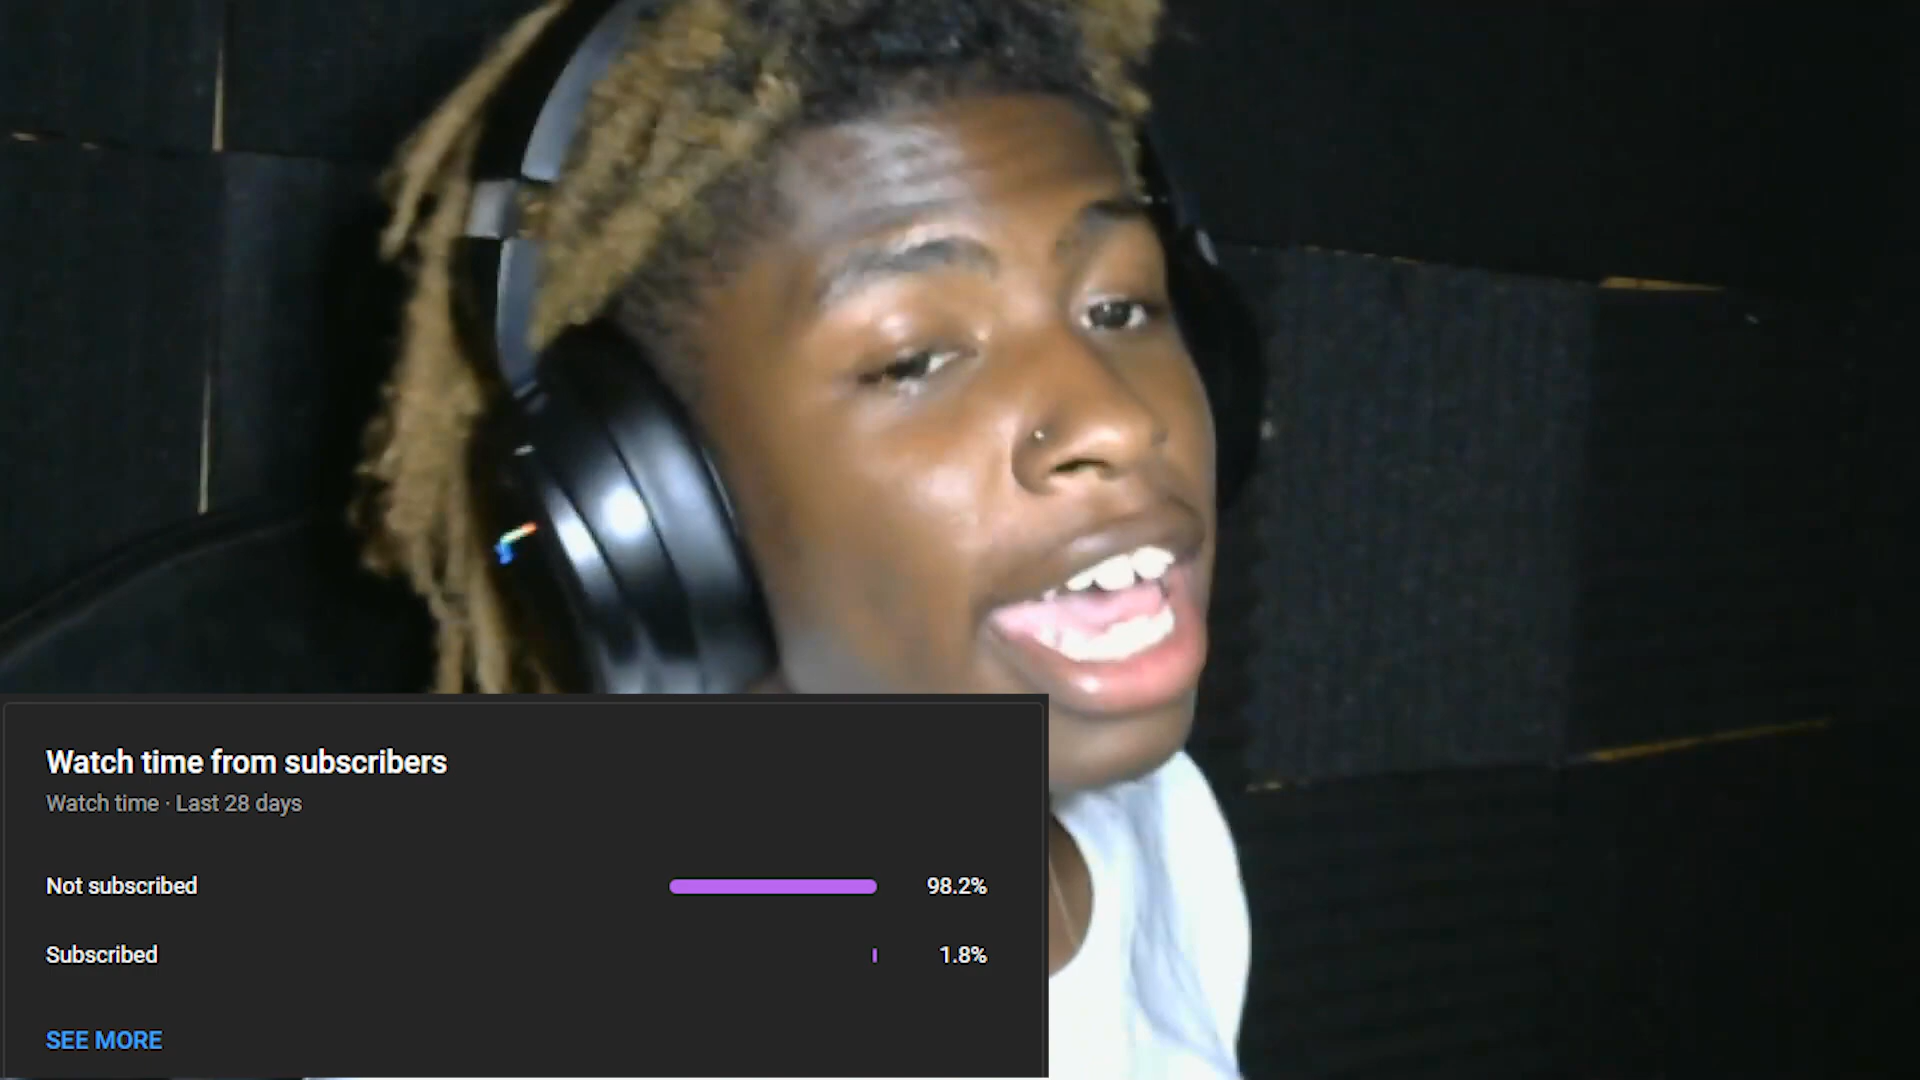 Watch time from subscribers
Watch time · Last 28 days
Not subscribed 98.2%
Subscribed 1.8%
SEE MORE